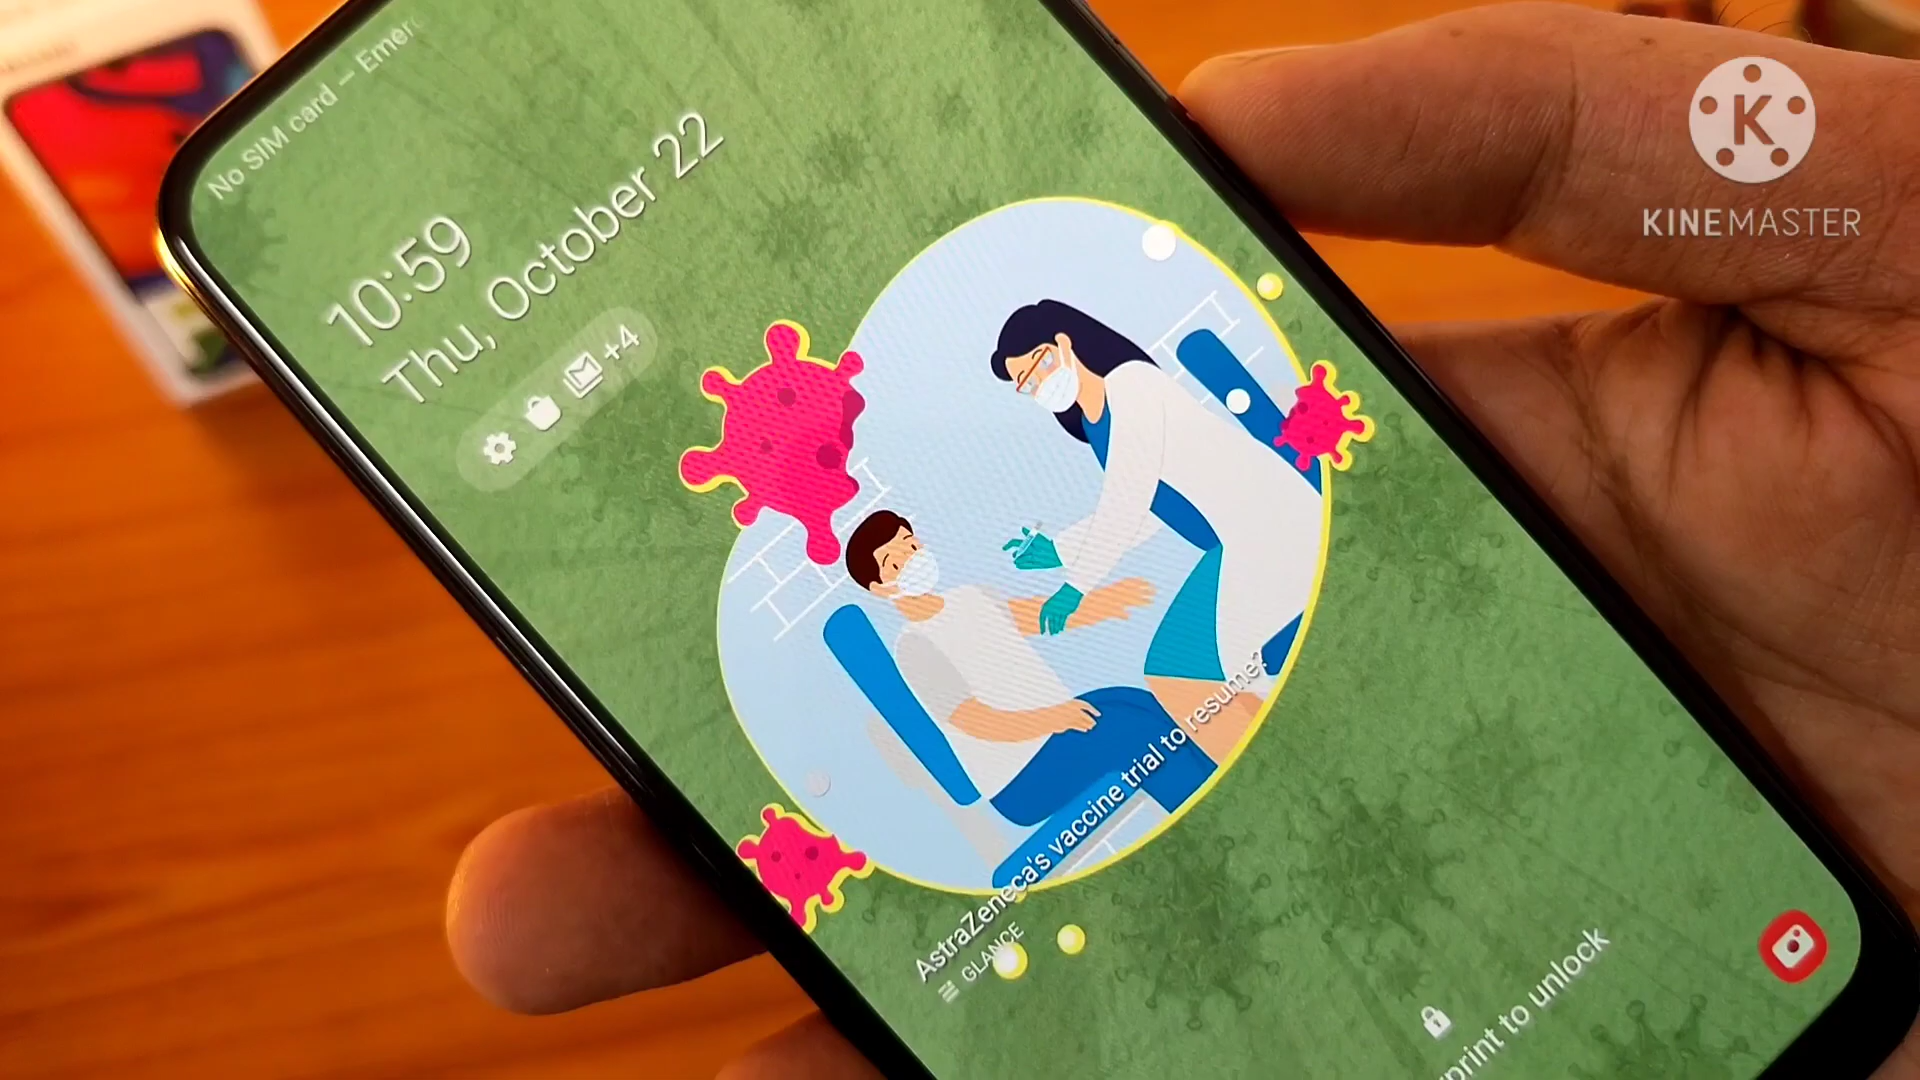 No SIM card — Emer
10:59
Thu, October 22
+4
AstraZeneca's vaccine trial to resume?
GLANCE
print to unlock
K
KINEMASTER